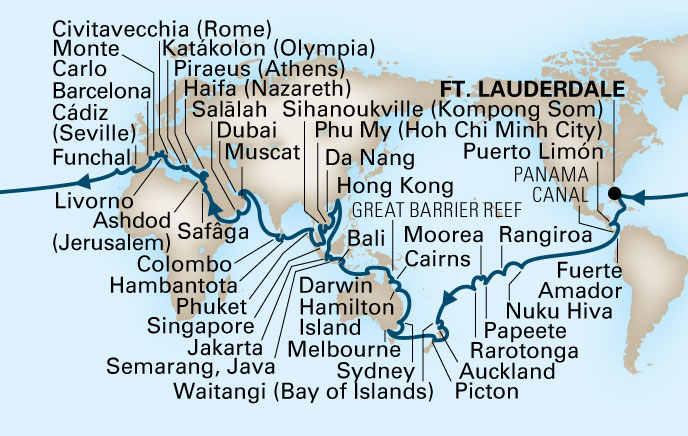 Civitavecchia (Rome)
Monte Carlo
Katákolon (Olympia)
Piraeus (Athens)
Barcelona
Haifa (Nazareth)
FT. LAUDERDALE
Cádiz
(Seville)
Salālah
Sihanoukville (Kompong Som)
Dubai
Phu My (Hoh Chi Minh City)
Funchal
Muscat
Da Nang
Puerto Limón
Hong Kong
PANAMA
CANAL
Livorno
GREAT BARRIER REEF
Ashdod
(Jerusalem)
Safâga
Bali
Moorea
Rangiroa
Colombo
Cairns
Hambantota
Darwin
Fuerte
Amador
Phuket
Hamilton
Island
Nuku Hiva
Singapore
Papeete
Jakarta
Melbourne
Rarotonga
Semarang, Java
Sydney
Auckland
Waitangi (Bay of Islands)
Picton